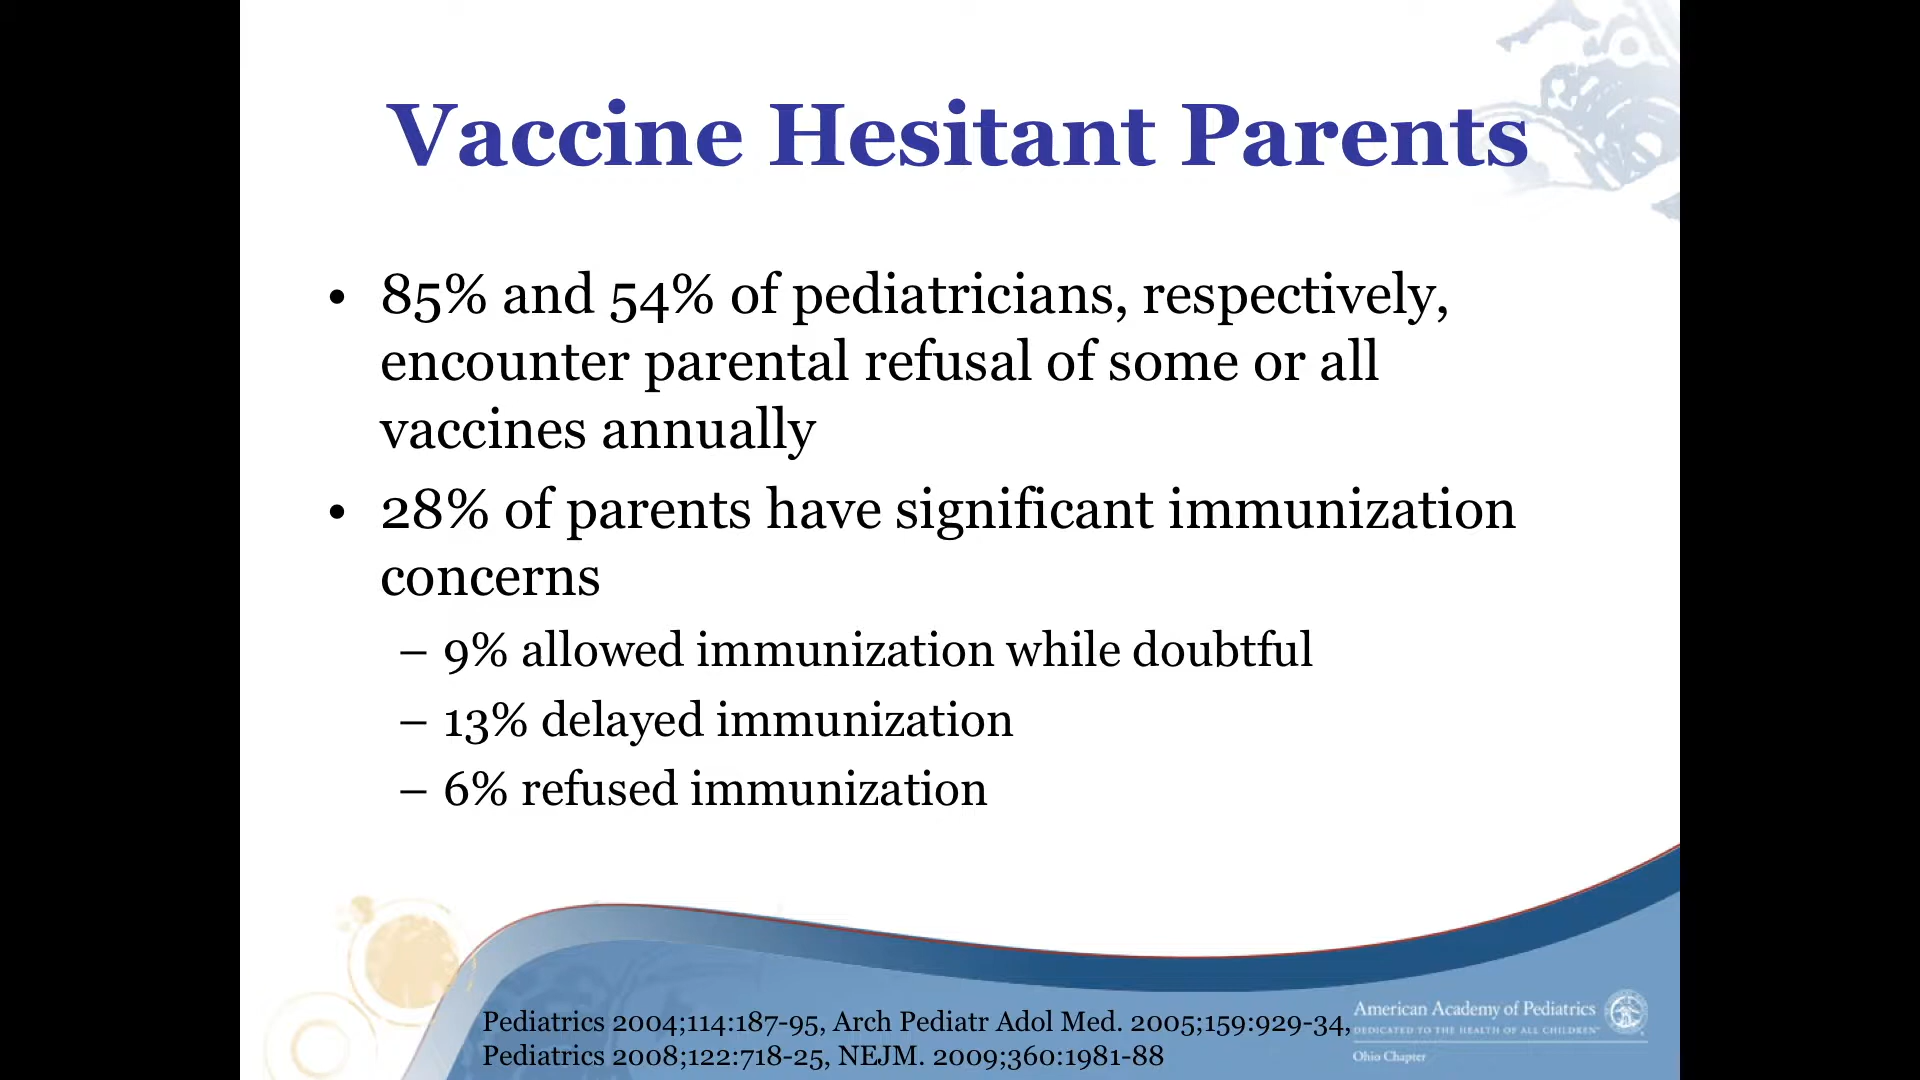 Vaccine Hesitant Parents
• 85% and 54% of pediatricians, respectively,
encounter parental refusal of some or all
vaccines annually
• 28% of parents have significant immunization
concerns
– 9% allowed immunization while doubtful
– 13% delayed immunization
– 6% refused immunization
Pediatrics 2004;114:187-95, Arch Pediatr Adol Med. 2005;159:929-34,
Pediatrics 2008;122:718-25, NEJM. 2009;360:1981-88
American Academy of Pediatrics
DEDICATED TO THE HEALTH OF ALL CHILDREN™
Ohio Chapter